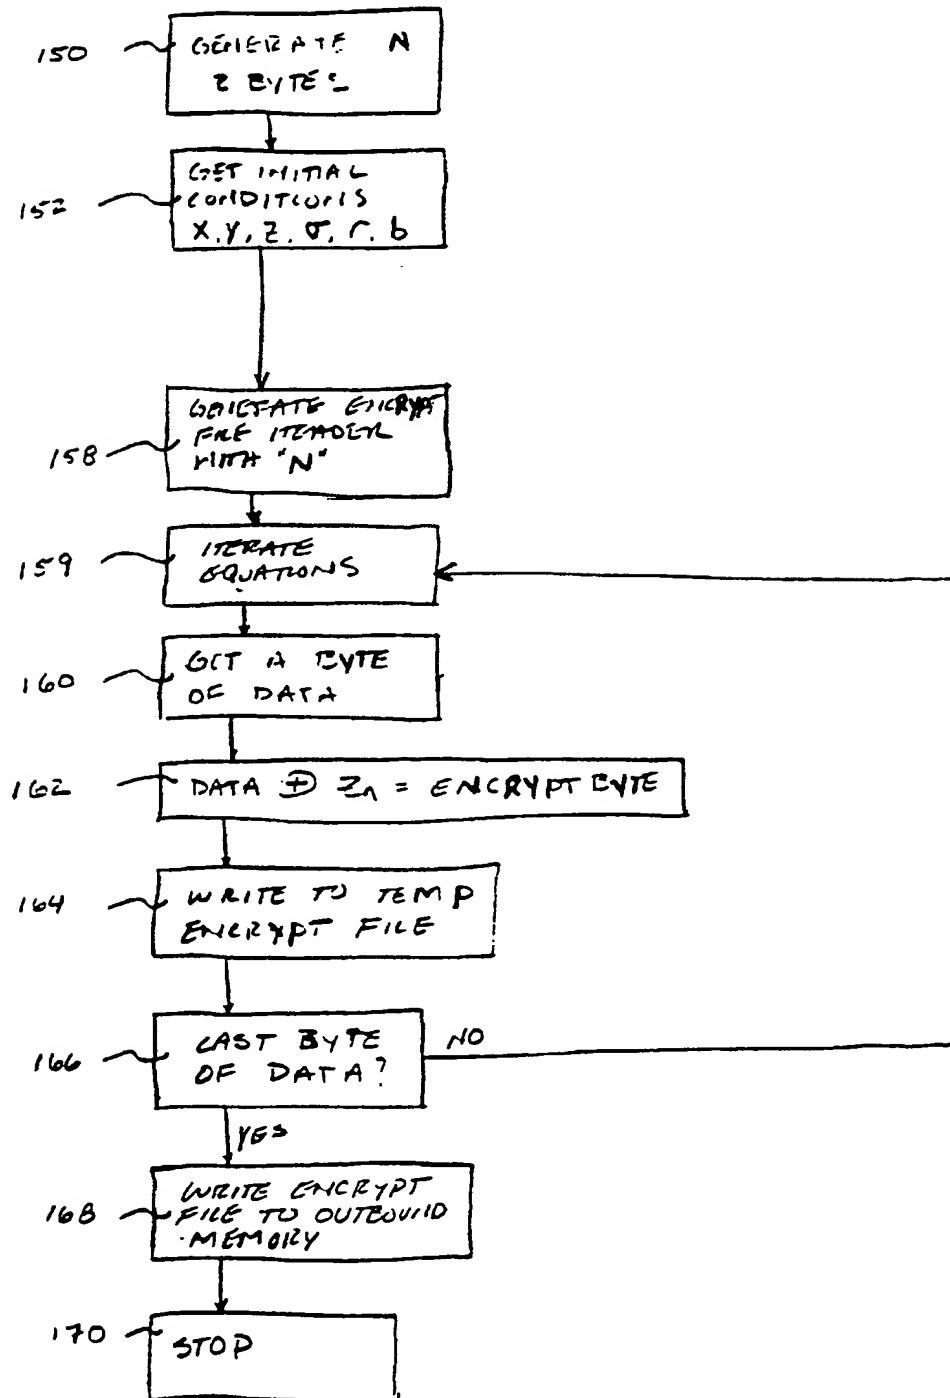 150
GENERATE N
2 BYTES
152
GET INITIAL
CONDITIONS
X, Y, Z, σ, r, b
158
GENERATE ENCRYPT
FILE HEADER
WITH "N"
159
ITERATE
EQUATIONS
160
GET A BYTE
OF DATA
162
DATA ⊕ Zn = ENCRYPT BYTE
164
WRITE TO TEMP
ENCRYPT FILE
166
LAST BYTE
OF DATA?
NO
YES
168
WRITE ENCRYPT
FILE TO OUTBOUND
MEMORY
170
STOP